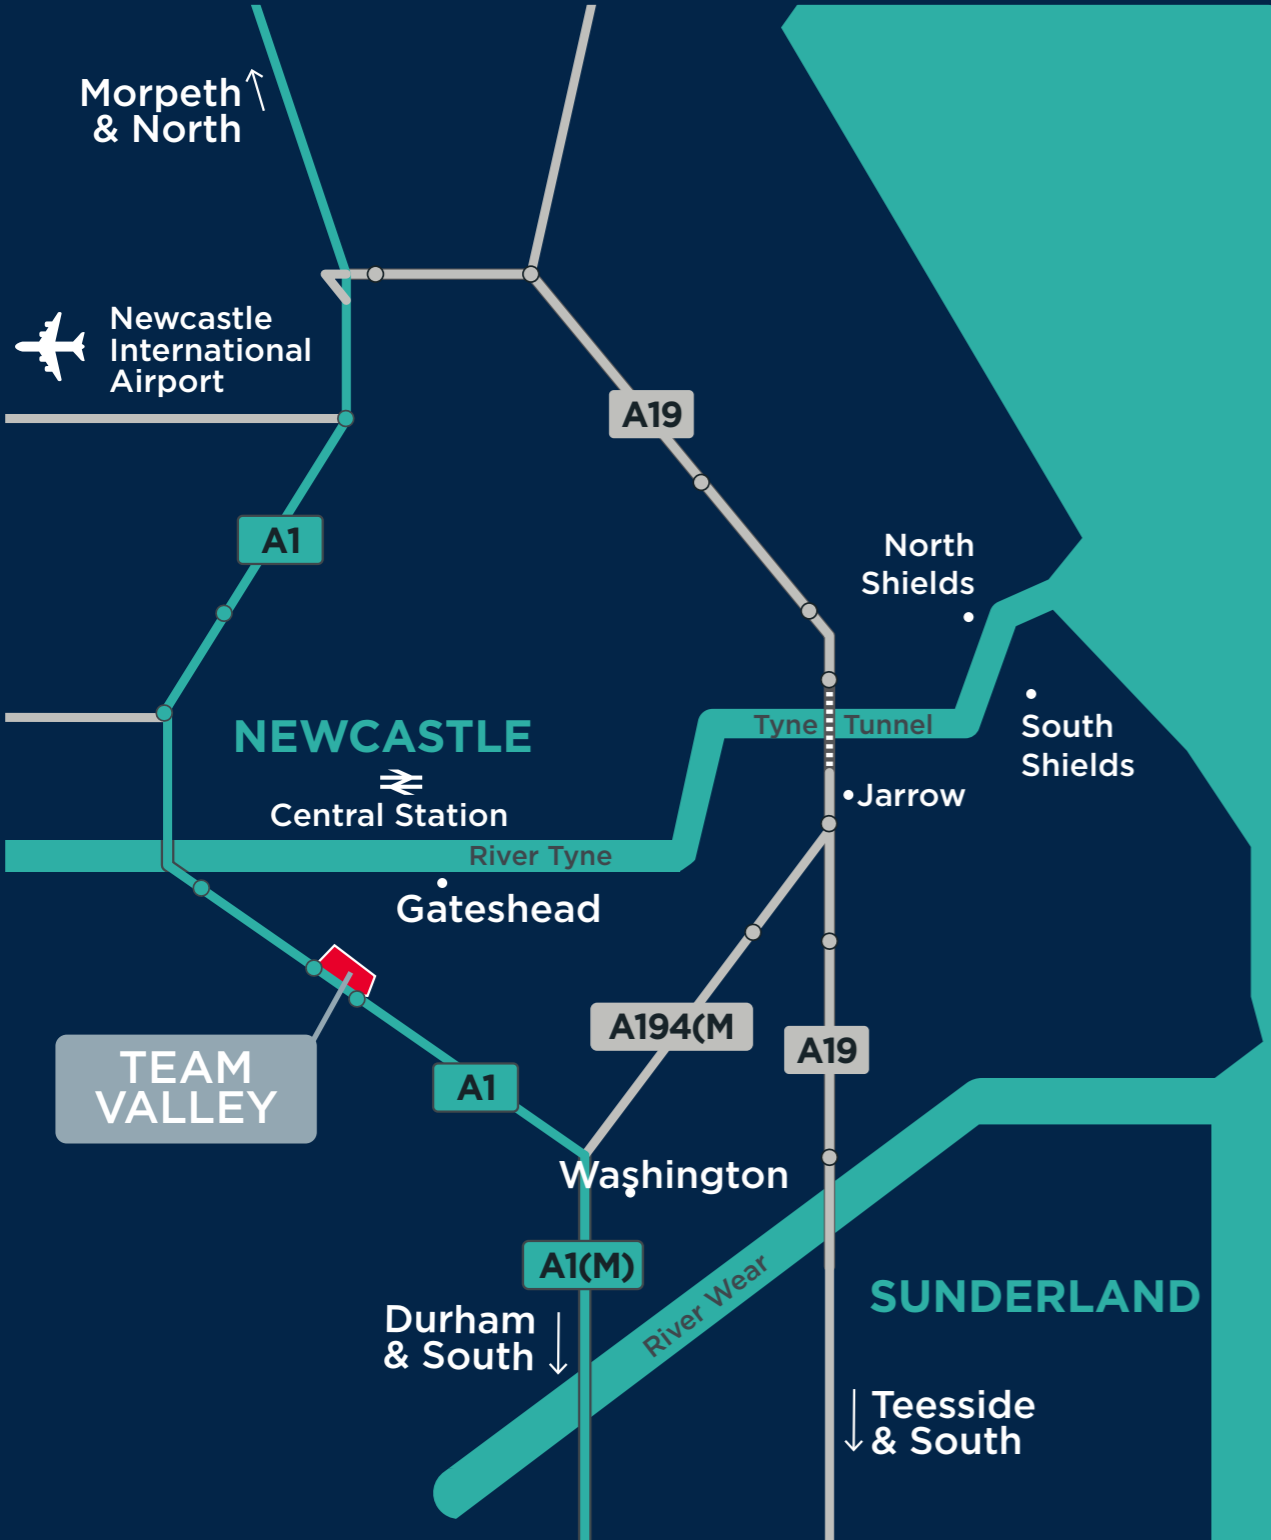 Morpeth
& North
Newcastle
International
Airport
A19
A1
North
Shields
NEWCASTLE
Tyne Tunnel
South
Shields
Central Station
Jarrow
River Tyne
Gateshead
A194(M
A19
TEAM
VALLEY
A1
Washington
A1(M)
River Wear
SUNDERLAND
Durham
& South
Teesside
& South